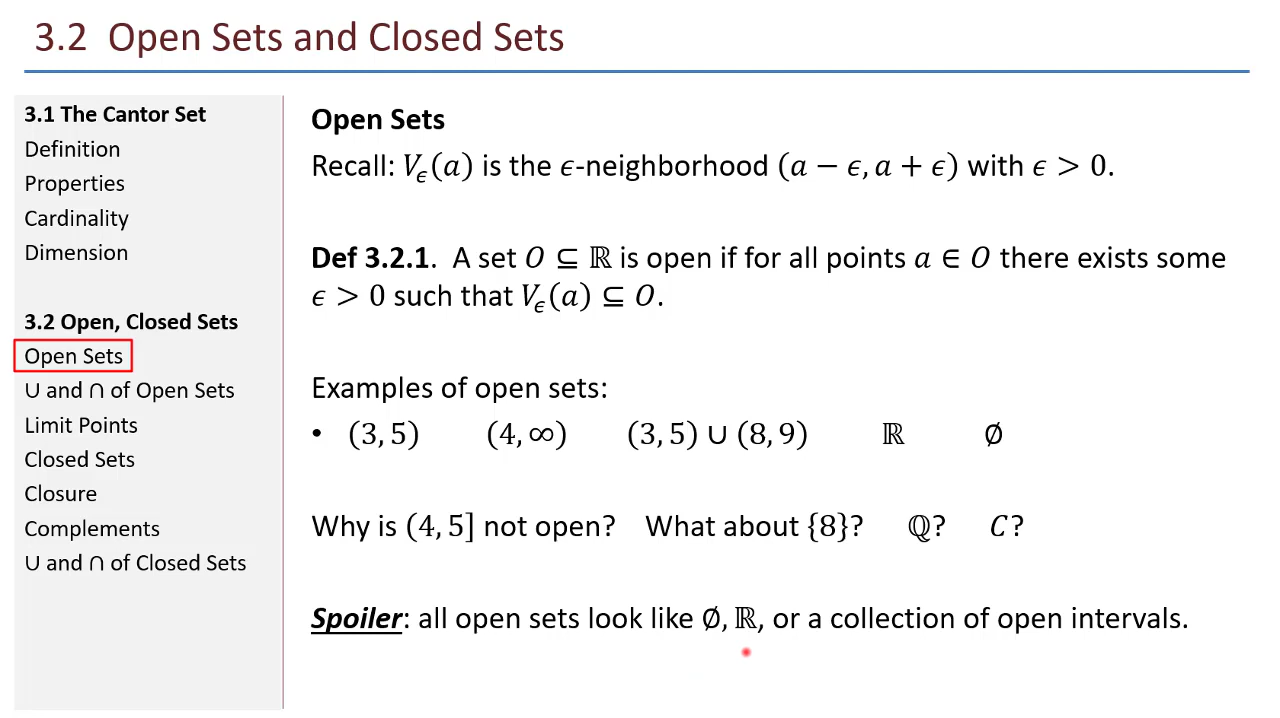 3.2 Open Sets and Closed Sets
3.1 The Cantor Set
Definition
Properties
Cardinality
Dimension
3.2 Open, Closed Sets
Open Sets
∪ and ∩ of Open Sets
Limit Points
Closed Sets
Closure
Complements
∪ and ∩ of Closed Sets
Open Sets
Recall: V_ϵ(a) is the ϵ-neighborhood (a − ϵ, a + ϵ) with ϵ > 0.
Def 3.2.1. A set O ⊆ ℝ is open if for all points a ∈ O there exists some
ϵ > 0 such that V_ϵ(a) ⊆ O.
Examples of open sets:
• (3, 5) (4, ∞) (3, 5) ∪ (8, 9) ℝ ∅
Why is (4, 5] not open? What about {8}? ℚ? C?
Spoiler: all open sets look like ∅, ℝ, or a collection of open intervals.